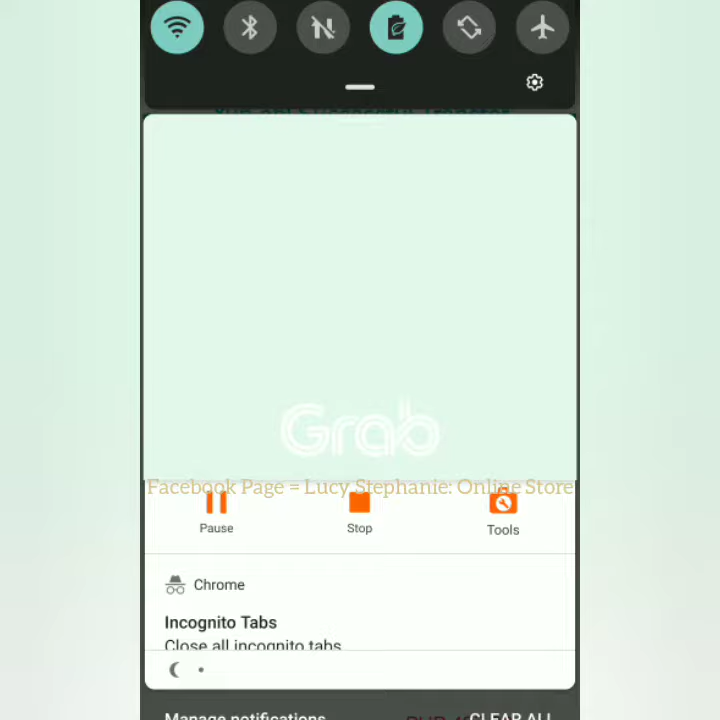 Grab
Facebook Page = Lucy Stephanie: Online Store
Pause Stop Tools
Chrome
Incognito Tabs
Close all incognito tabs
Manage notifications CLEAR ALL